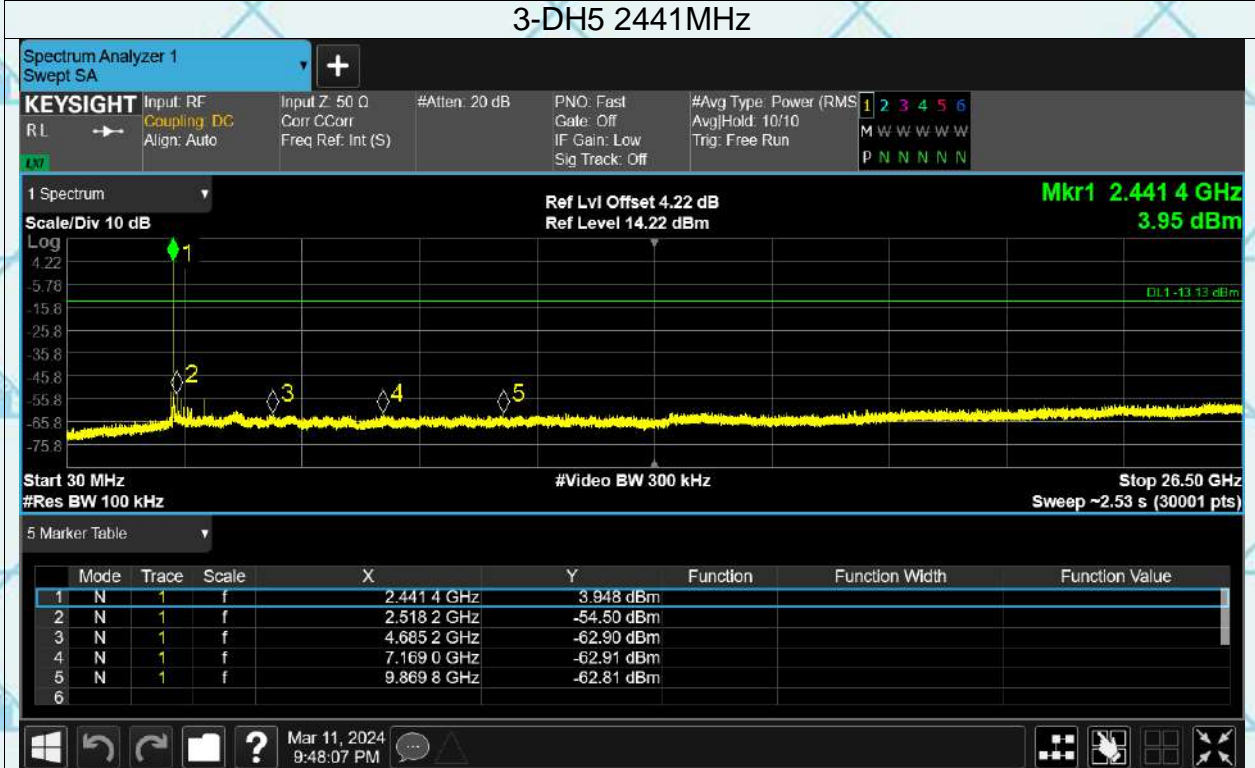 3-DH5 2441MHz
Spectrum Analyzer 1
Swept SA
+
KEYSIGHT
RL
LXI
Input: RF
Coupling: DC
Align: Auto
Input Z: 50 Ω
Corr CCorr
Freq Ref: Int (S)
#Atten: 20 dB
PNO: Fast
Gate: Off
IF Gain: Low
Sig Track: Off
#Avg Type: Power (RMS
Avg|Hold: 10/10
Trig: Free Run
1 2 3 4 5 6
M W W W W W
P N N N N N
1 Spectrum
Scale/Div 10 dB
Ref Lvl Offset 4.22 dB
Ref Level 14.22 dBm
Mkr1 2.441 4 GHz
3.95 dBm
Log
4.22
-5.78
-15.8
-25.8
-35.8
-45.8
-55.8
-65.8
-75.8
1
2
3
4
5
DL1 -13.13 dBm
Start 30 MHz
#Video BW 300 kHz
Stop 26.50 GHz
#Res BW 100 kHz
Sweep ~2.53 s (30001 pts)
5 Marker Table
Mode Trace Scale X Y Function Function Width Function Value
1 N 1 f 2.441 4 GHz 3.948 dBm
2 N 1 f 2.518 2 GHz -54.50 dBm
3 N 1 f 4.685 2 GHz -62.90 dBm
4 N 1 f 7.169 0 GHz -62.91 dBm
5 N 1 f 9.869 8 GHz -62.81 dBm
6
?
Mar 11, 2024
9:48:07 PM